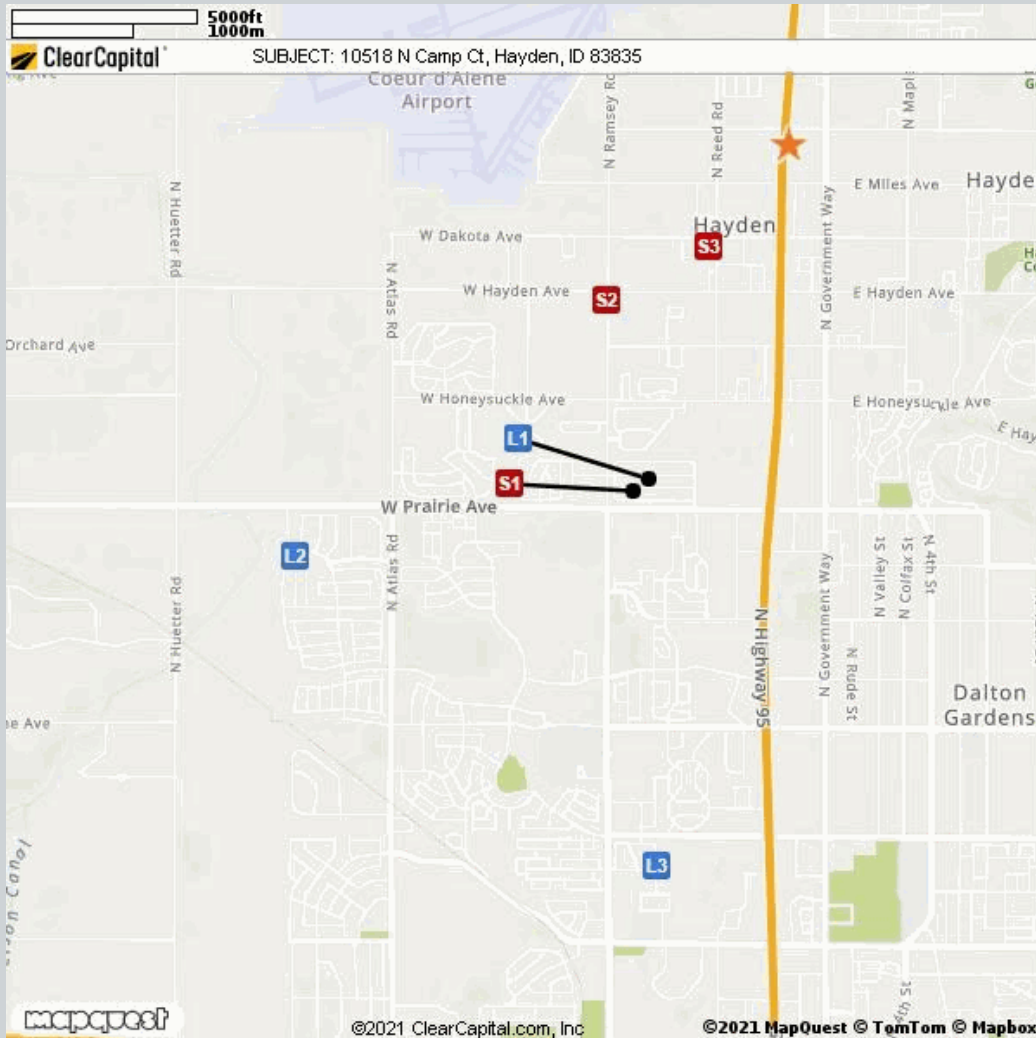 5000ft
1000m
ClearCapital
SUBJECT: 10518 N Camp Ct, Hayden, ID 83835
Coeur d'Alene
Airport
N Ramsey Rd
N Reed Rd
N Maple
N Huetter Rd
E Miles Ave
Hayde
Hayden
W Dakota Ave
S3
N Government Way
N Atlas Rd
W Hayden Ave
S2
E Hayden Ave
Orchard Ave
W Honeysuckle Ave
E Honeysuckle Ave
E Hay
L1
S1
W Prairie Ave
L2
N Atlas Rd
N Huetter Rd
N Highway 95
N Government Way
N Rude St
N Valley St
N Colfax St
N 4th St
Dalton
Gardens
ne Ave
L3
Canal
4th St
mapquest
©2021 ClearCapital.com, Inc
©2021 MapQuest © TomTom © Mapbox